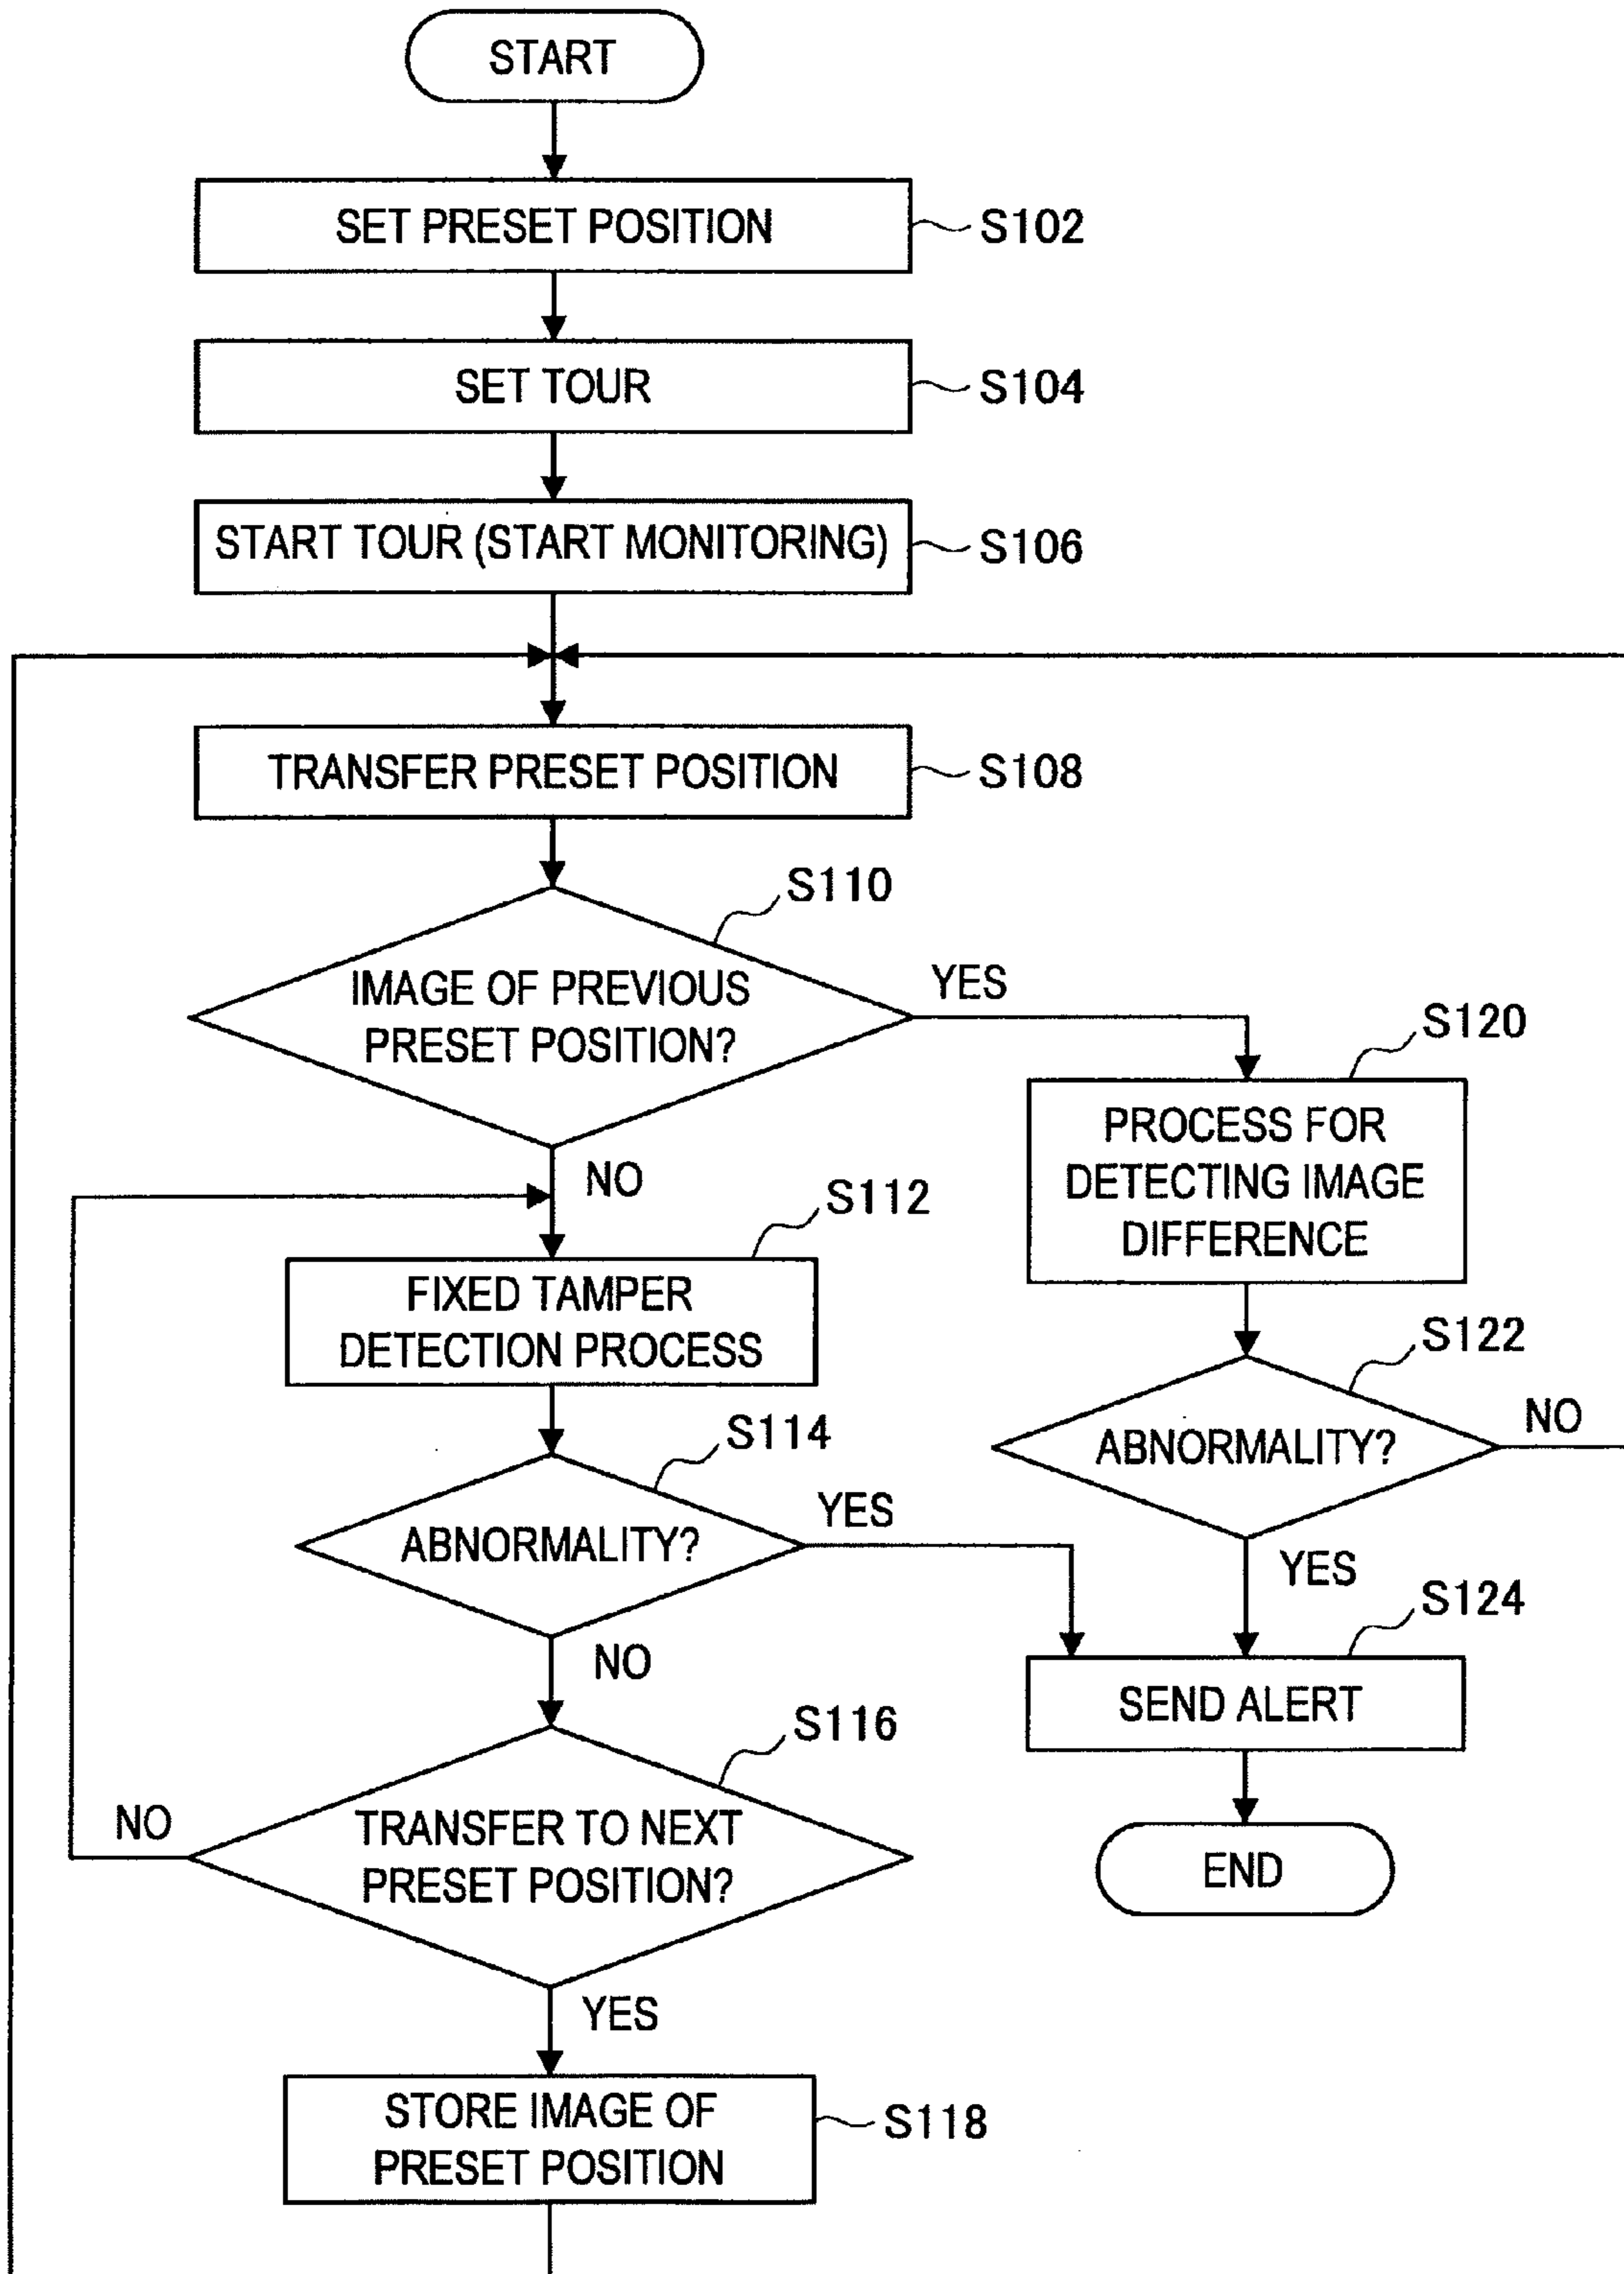 START
SET PRESET POSITION
S102
SET TOUR
S104
START TOUR (START MONITORING)
S106
TRANSFER PRESET POSITION
S108
S110
IMAGE OF PREVIOUS
PRESET POSITION?
YES
NO
S120
PROCESS FOR
DETECTING IMAGE
DIFFERENCE
S112
FIXED TAMPER
DETECTION PROCESS
S122
ABNORMALITY?
NO
YES
S114
ABNORMALITY?
YES
NO
S124
SEND ALERT
END
S116
TRANSFER TO NEXT
PRESET POSITION?
NO
YES
STORE IMAGE OF
PRESET POSITION
S118